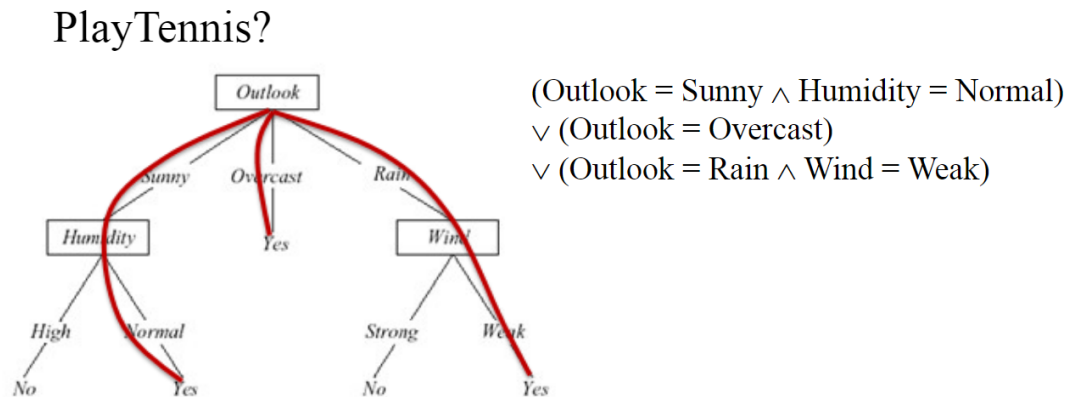 PlayTennis?
(Outlook = Sunny ∧ Humidity = Normal)
∨ (Outlook = Overcast)
∨ (Outlook = Rain ∧ Wind = Weak)
Outlook
Sunny Overcast Rain
Humidity Yes Wind
High Normal Strong Weak
No Yes No Yes